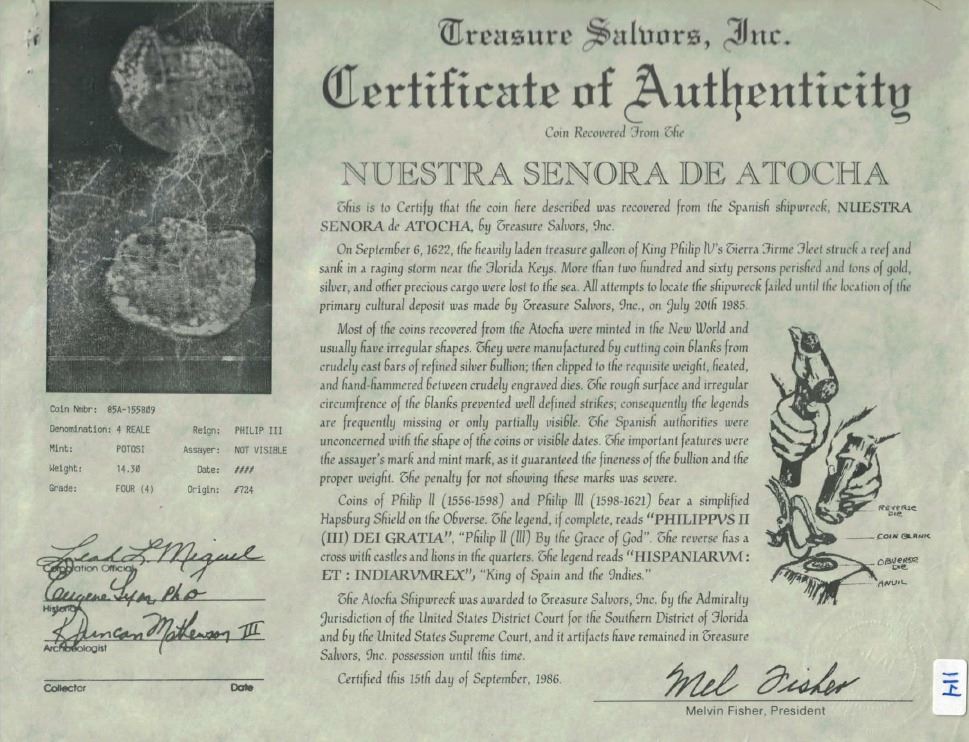 Treasure Salvors, Inc.
Certificate of Authenticity
Coin Recovered From The
NUESTRA SENORA DE ATOCHA
This is to Certify that the coin here described was recovered from the Spanish shipwreck, NUESTRA
SENORA de ATOCHA, by Treasure Salvors, Inc.
On September 6, 1622, the heavily laden treasure galleon of King Philip lV's Tierra Firme Fleet struck a reef and
sank in a raging storm near the Florida Keys. More than two hundred and sixty persons perished and tons of gold,
silver, and other precious cargo were lost to the sea. All attempts to locate the shipwreck failed until the location of the
primary cultural deposit was made by Treasure Salvors, Inc., on July 20th 1985.
Most of the coins recovered from the Atocha were minted in the New World and
usually have irregular shapes. They were manufactured by cutting coin blanks from
crudely cast bars of refined silver bullion; then clipped to the requisite weight, heated,
and hand-hammered between crudely engraved dies. The rough surface and irregular
circumfrence of the blanks prevented well defined strikes; consequently the legends
are frequently missing or only partially visible. The Spanish authorities were
unconcerned with the shape of the coins or visible dates. The important features were
the assayer's mark and mint mark, as it guaranteed the fineness of the bullion and the
proper weight. The penalty for not showing these marks was severe.
Coins of Philip ll (1556-1598) and Philip lll (1598-1621) bear a simplified
Hapsburg Shield on the Obverse. The legend, if complete, reads "PHILIPPVS II
(III) DEI GRATIA", "Philip ll (lll) By the Grace of God". The reverse has a
cross with castles and lions in the quarters. The legend reads "HISPANIARVM :
ET : INDIARVMREX", "King of Spain and the Indies."
The Atocha Shipwreck was awarded to Treasure Salvors, Inc. by the Admiralty
Jurisdiction of the United States District Court for the Southern District of Florida
and by the United States Supreme Court, and it artifacts have remained in Treasure
Salvors, Inc. possession until this time.
Certified this 15th day of September, 1986.
REVERSE
DIE
COIN BLANK
OBVERSE
DIE
ANVIL
Coin Nmbr: 85A-155809
Denomination: 4 REALE Reign: PHILIP III
Mint: POTOSI Assayer: NOT VISIBLE
Weight: 14.30 Date: ####
Grade: FOUR (4) Origin: #724
Leah L Miguel
Corporation Official
Eugene Lyon PhD
Historian
R Duncan Mathewson III
Archaeologist
Collector Date
Mel Fisher
Melvin Fisher, President